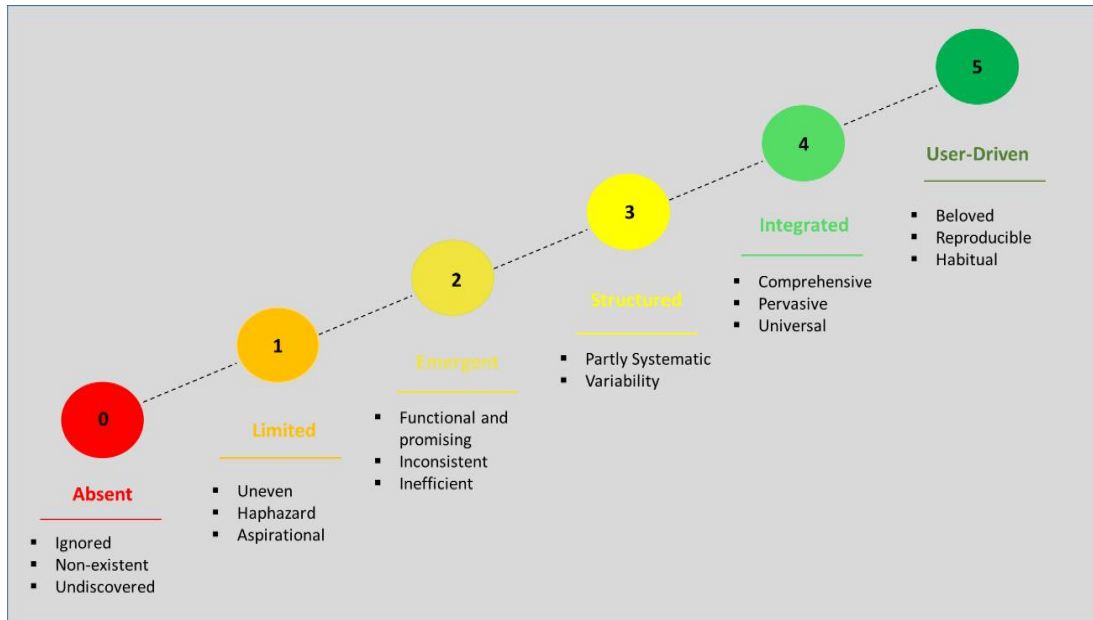 0
Absent
▪ Ignored
▪ Non-existent
▪ Undiscovered
1
Limited
▪ Uneven
▪ Haphazard
▪ Aspirational
2
Emergent
▪ Functional and
promising
▪ Inconsistent
▪ Inefficient
3
Structured
▪ Partly Systematic
▪ Variability
4
Integrated
▪ Comprehensive
▪ Pervasive
▪ Universal
5
User-Driven
▪ Beloved
▪ Reproducible
▪ Habitual